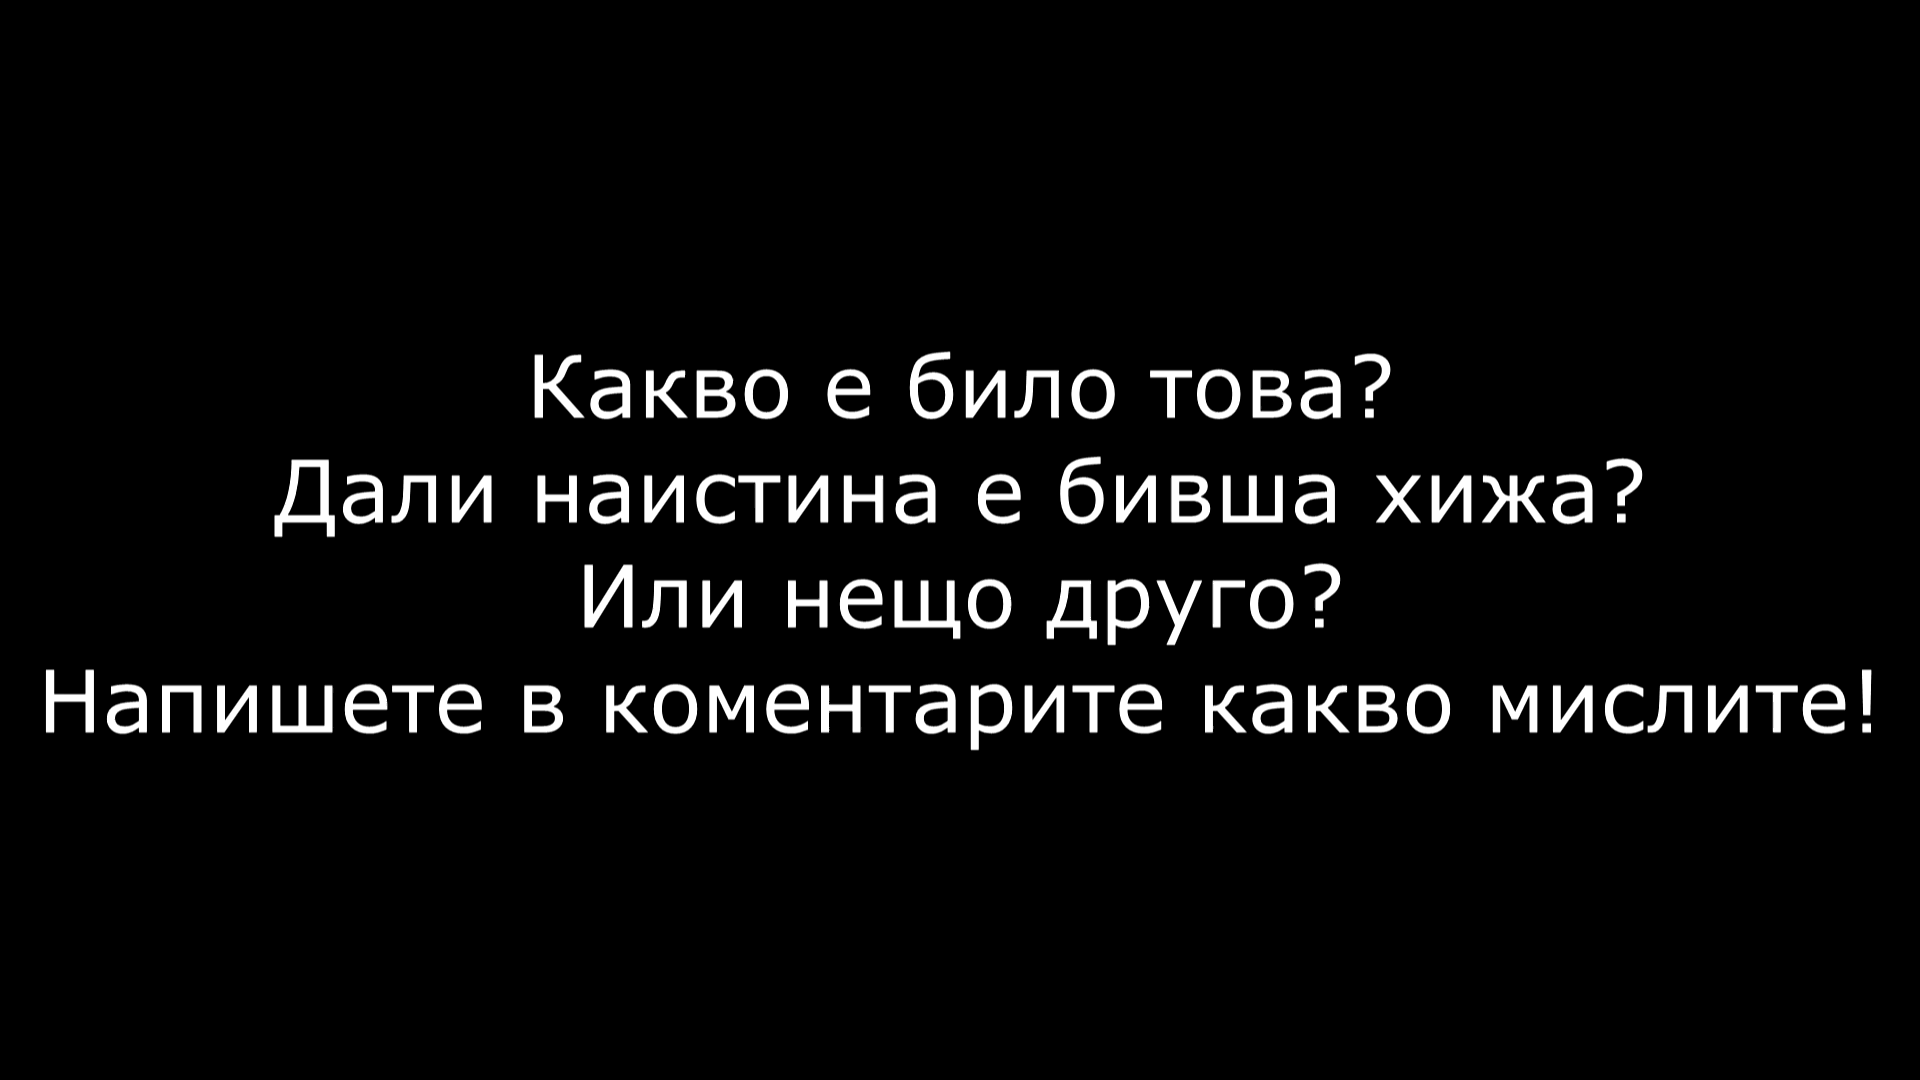 Какво е било това?
Дали наистина е бивша хижа?
Или нещо друго?
Напишете в коментарите какво мислите!